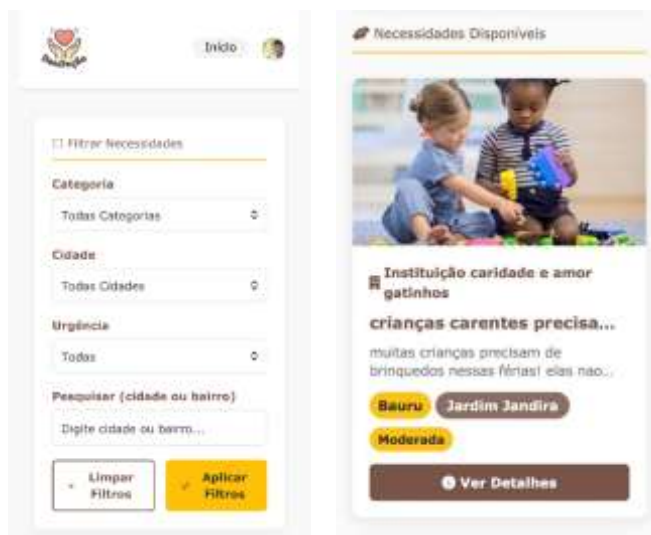 Início
Filtrar Necessidades
Categoria
Todas Categorias
Cidade
Todas Cidades
Urgência
Todas
Pesquisar (cidade ou bairro)
Digite cidade ou bairro...
Limpar
Filtros
Aplicar
Filtros
Necessidades Disponíveis
Instituição caridade e amor
gatinhos
crianças carentes precisa...
muitas crianças precisam de
brinquedos nessas férias! elas nao...
Bauru
Jardim Jandira
Moderada
Ver Detalhes